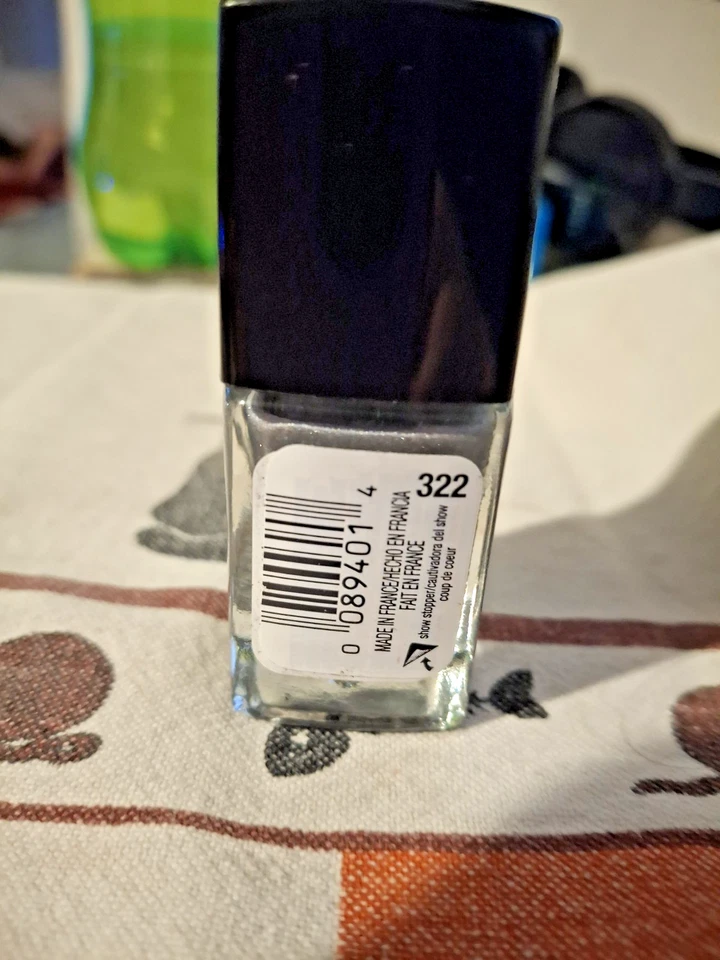 322
0 089401 4
MADE IN FRANCE/HECHO EN FRANCIA
FAIT EN FRANCE
show stopper/cautivadora del show
coup de coeur